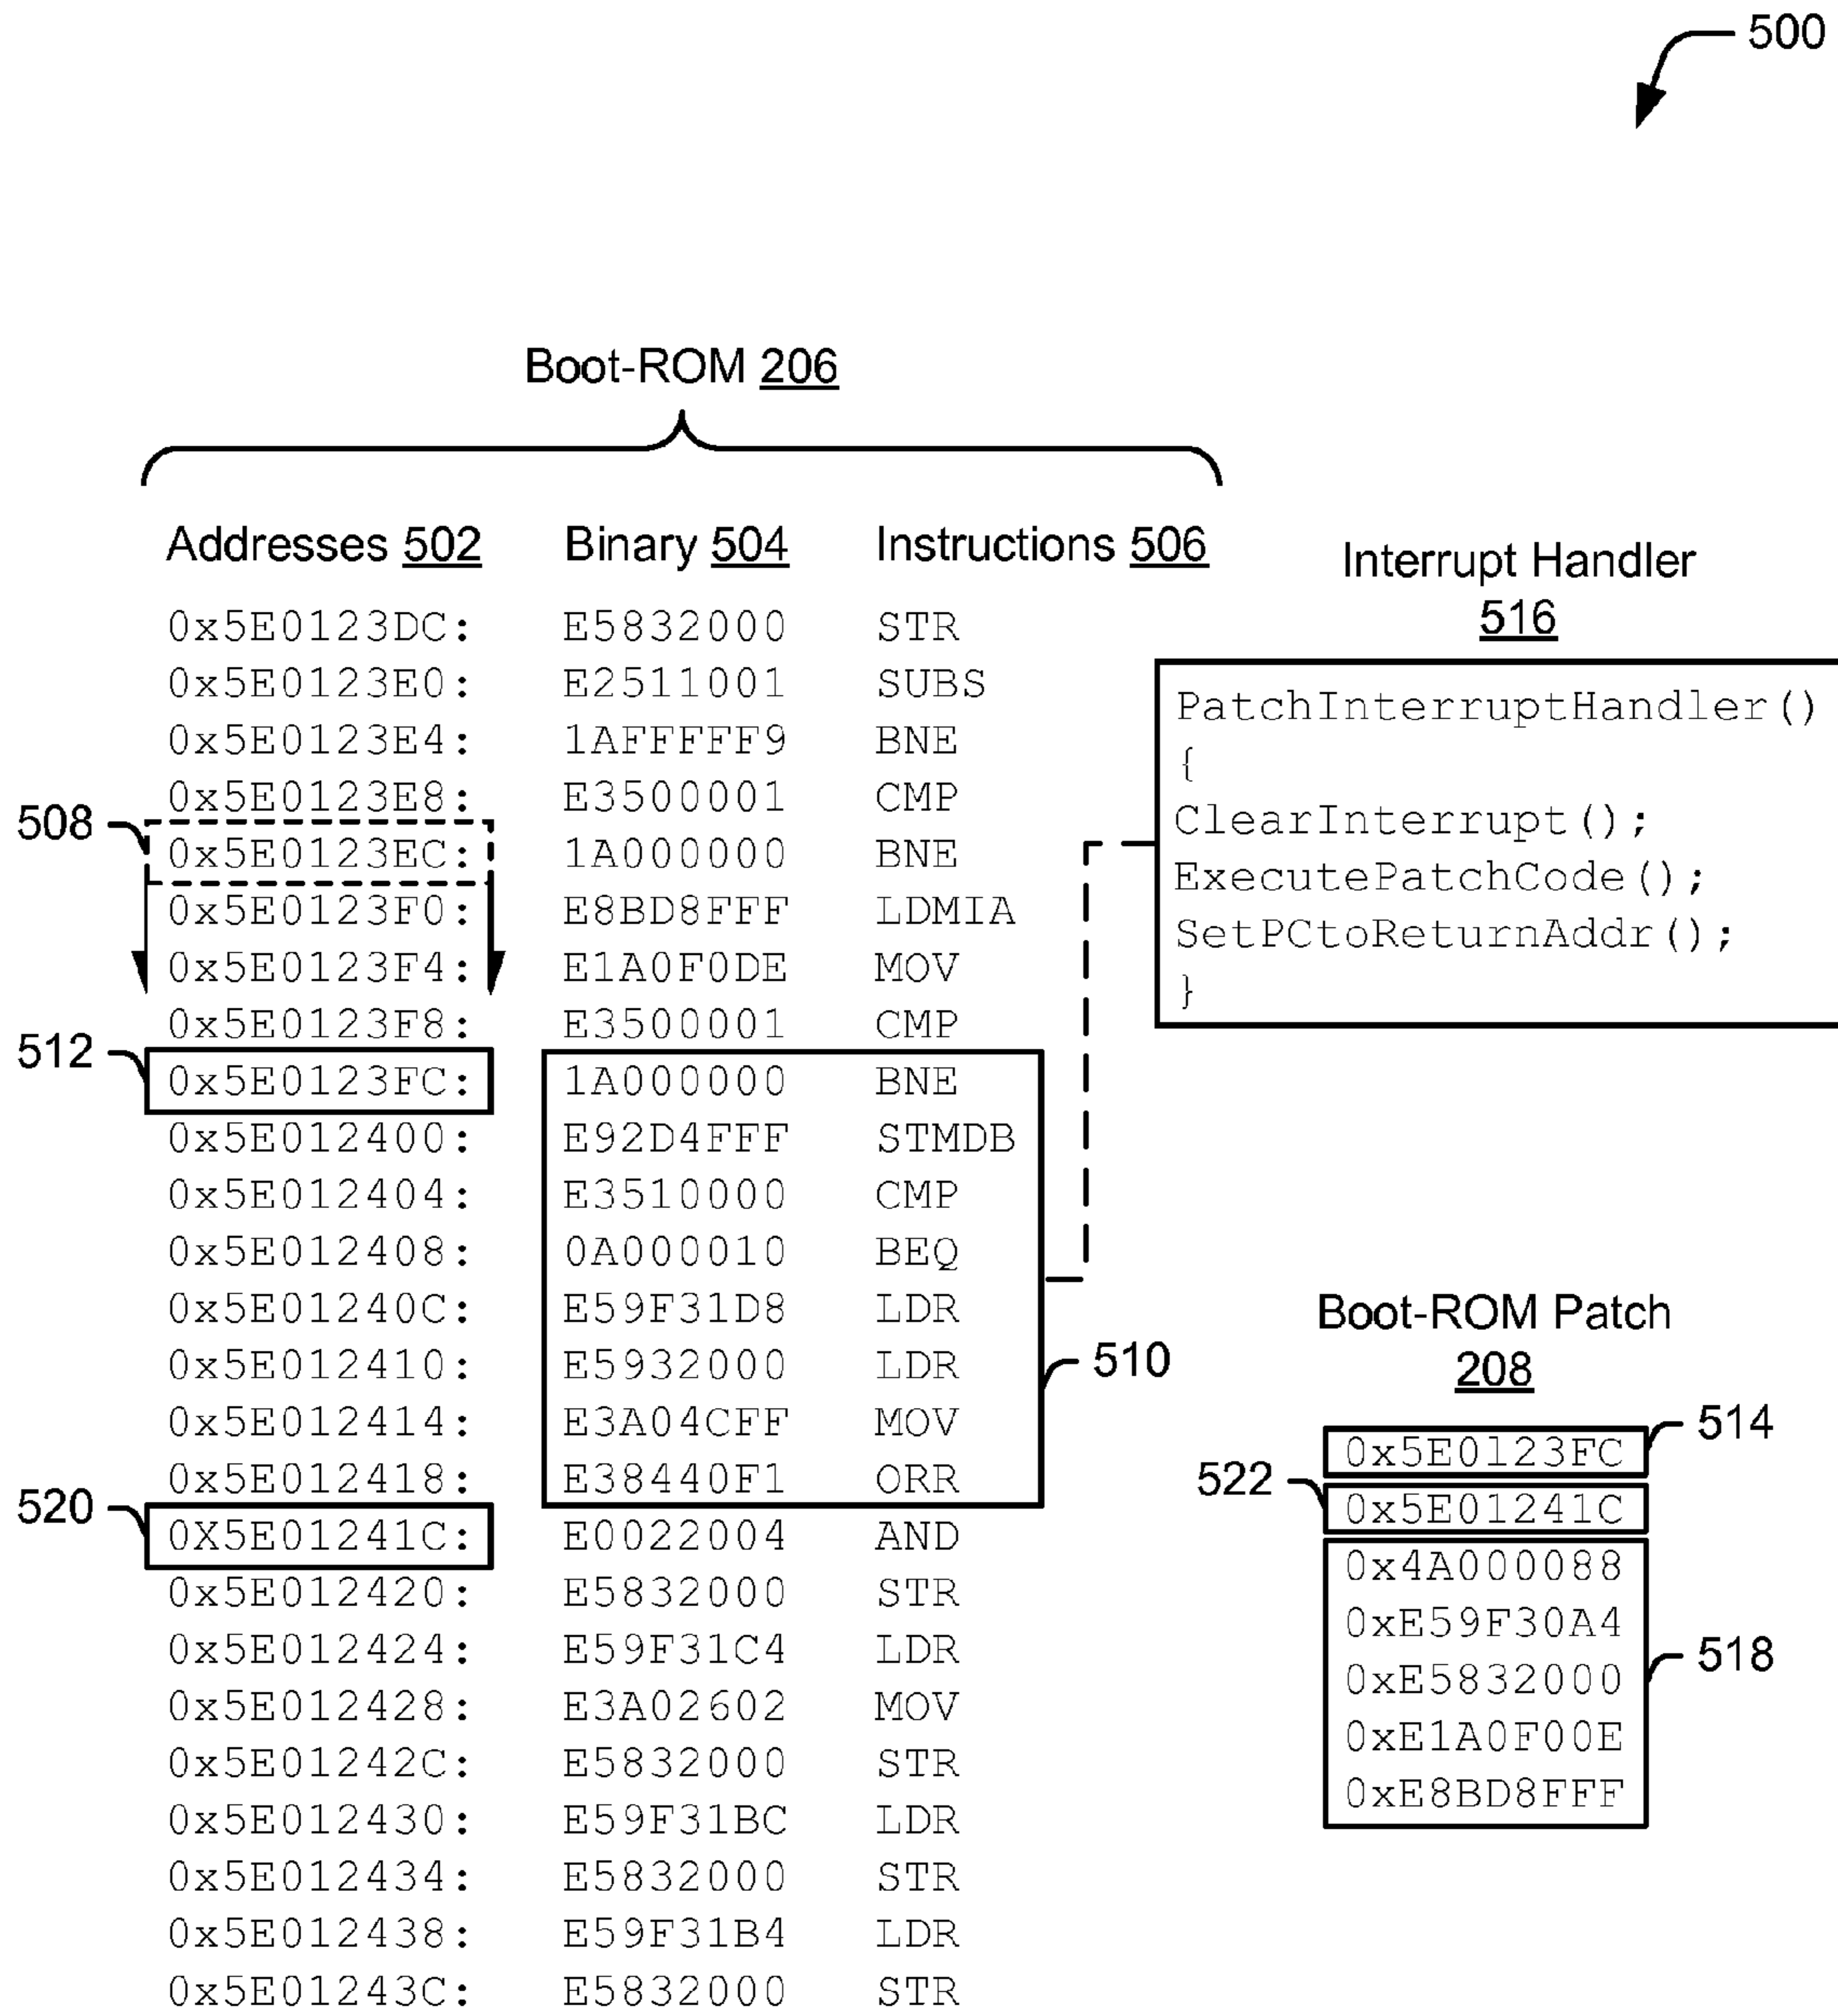 500
Boot-ROM 206
Addresses 502 Binary 504 Instructions 506
0x5E0123DC: E5832000 STR
0x5E0123E0: E2511001 SUBS
0x5E0123E4: 1AFFFFF9 BNE
0x5E0123E8: E3500001 CMP
508
0x5E0123EC: 1A000000 BNE
0x5E0123F0: E8BD8FFF LDMIA
0x5E0123F4: E1A0F0DE MOV
0x5E0123F8: E3500001 CMP
512
0x5E0123FC: 1A000000 BNE
0x5E012400: E92D4FFF STMDB
0x5E012404: E3510000 CMP
0x5E012408: 0A000010 BEQ
0x5E01240C: E59F31D8 LDR
0x5E012410: E5932000 LDR
510
0x5E012414: E3A04CFF MOV
0x5E012418: E38440F1 ORR
520
0X5E01241C: E0022004 AND
0x5E012420: E5832000 STR
0x5E012424: E59F31C4 LDR
0x5E012428: E3A02602 MOV
0x5E01242C: E5832000 STR
0x5E012430: E59F31BC LDR
0x5E012434: E5832000 STR
0x5E012438: E59F31B4 LDR
0x5E01243C: E5832000 STR
Interrupt Handler
516
PatchInterruptHandler()
{
ClearInterrupt();
ExecutePatchCode();
SetPCtoReturnAddr();
}
Boot-ROM Patch
208
514
0x5E0123FC
522
0x5E01241C
0x4A000088
0xE59F30A4
518
0xE5832000
0xE1A0F00E
0xE8BD8FFF